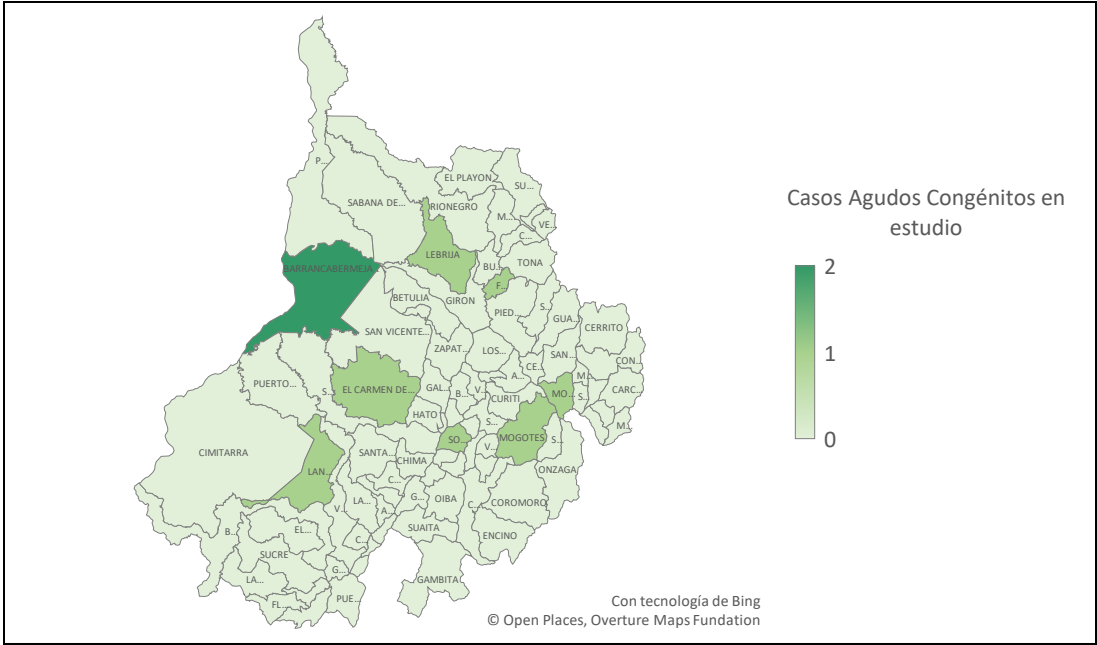 P...
EL PLAYON
SU...
SABANA DE...
RIONEGRO
M...
VE...
C...
LEBRIJA
BU...
TONA
BARRANCABERMEJA
F...
BETULIA
GIRON
PIED...
S...
GUA...
CERRITO
SAN VICENTE...
ZAPAT...
LOS...
SAN...
CON...
CE...
A...
M...
PUERTO...
S...
EL CARMEN DE...
GAL...
B...
V...
CURITI
MO...
S...
CARC...
HATO
S...
M...
SO...
MOGOTES
S...
V...
CIMITARRA
SANTA...
CHIMA
LAN...
ONZAGA
C...
LA...
G...
OIBA
C...
COROMORO
V...
A...
B...
EL...
SUAITA
ENCINO
C...
SUCRE
G...
LA...
GAMBITA
FL...
PUE...
Casos Agudos Congénitos en
estudio
2
1
0
Con tecnología de Bing
© Open Places, Overture Maps Fundation